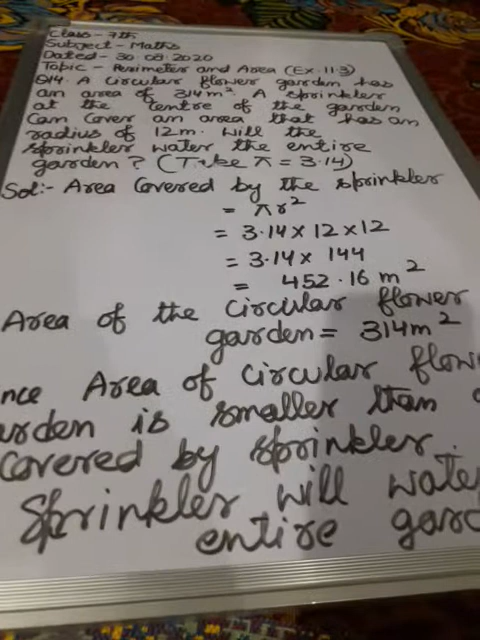 Class - 7th
Subject - Maths
Dated - 30.09.2020
Topic - Perimeter and Area (Ex. 11.3)
Q14. A Circular flower garden has
an area of 314m². A sprinkler
at the Centre of the garden
Can Cover an area that has an
radius of 12m. Will the
sprinkler water the entire
garden? (Take π = 3.14)
Sol:- Area Covered by the sprinkler
= πr²
= 3.14 × 12 × 12
= 3.14 × 144
= 452.16 m²
Area of the Circular flower
garden = 314m²
nce Area of Circular flow
arden is smaller than
Covered by sprinkler.
Sprinkler will wate
entire gard